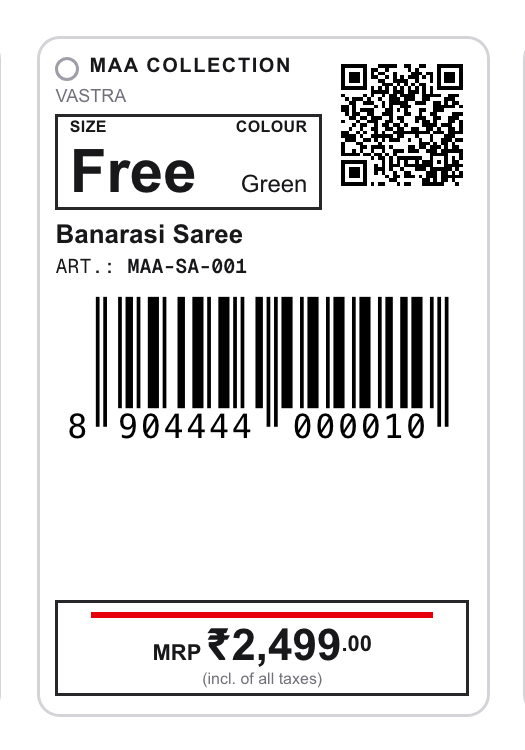 MAA COLLECTION
VASTRA
SIZE COLOUR
Free Green
Banarasi Saree
ART.: MAA-SA-001
8 904444 000010
MRP ₹2,499.00
(incl. of all taxes)